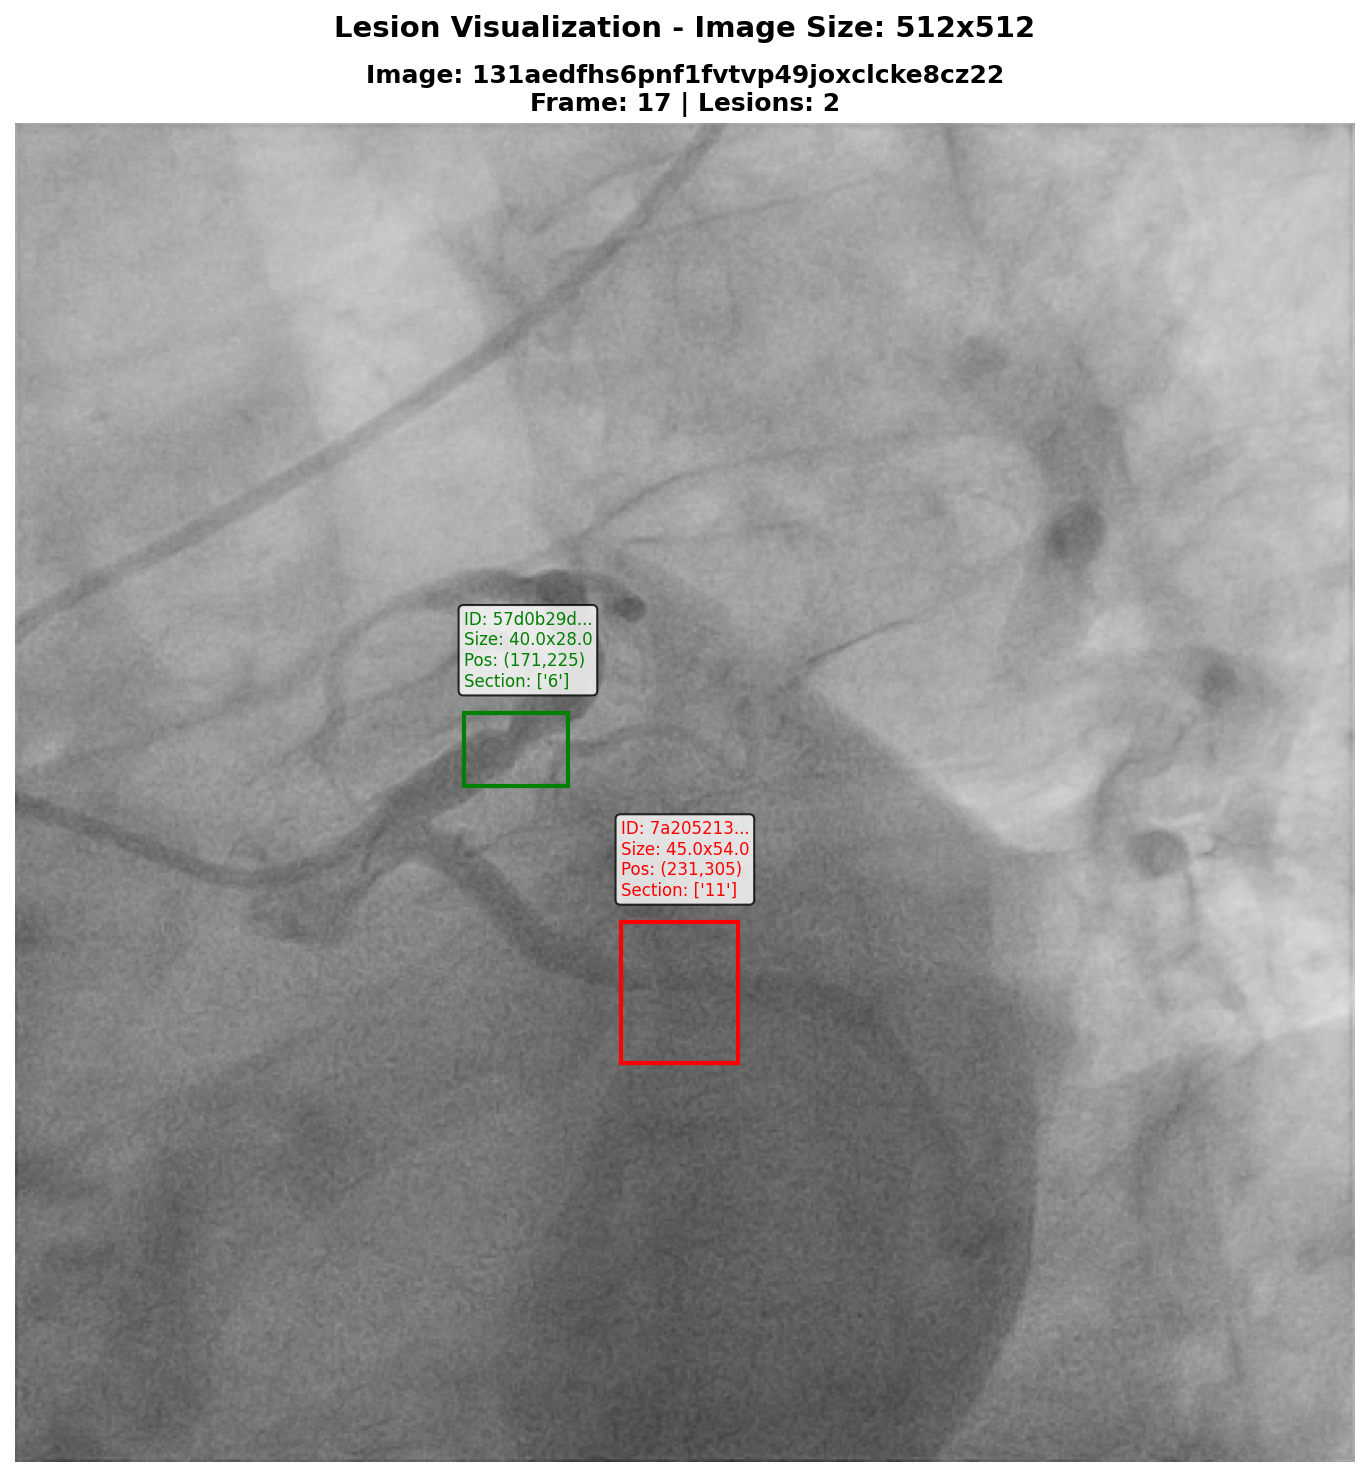 Lesion Visualization - Image Size: 512x512
Image: 131aedfhs6pnf1fvtvp49joxclcke8cz22
Frame: 17 | Lesions: 2
ID: 57d0b29d...
Size: 40.0x28.0
Pos: (171,225)
Section: ['6']
ID: 7a205213...
Size: 45.0x54.0
Pos: (231,305)
Section: ['11']